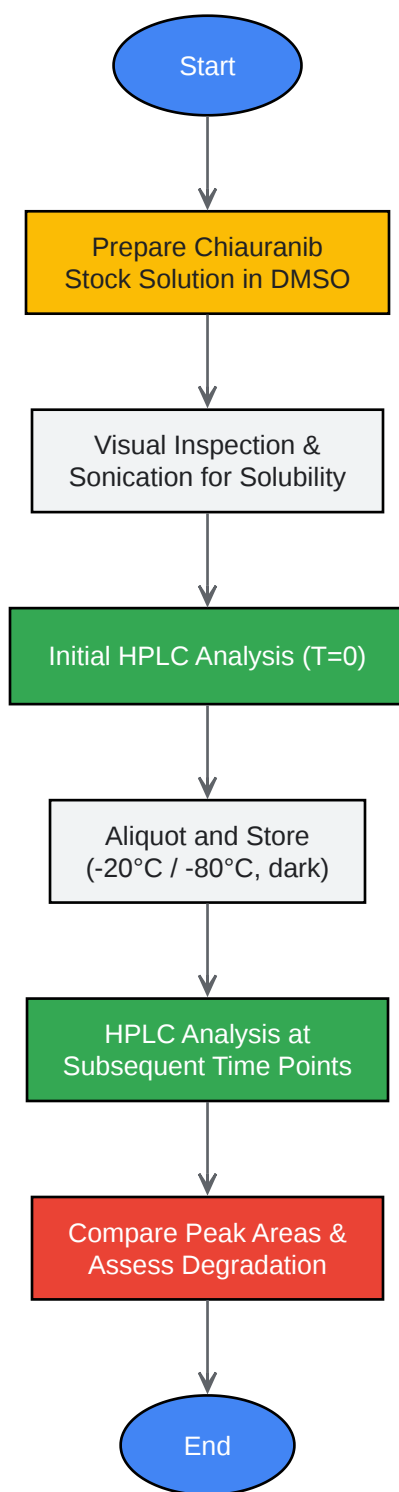 Start
Prepare Chiauranib
Stock Solution in DMSO
Visual Inspection &
Sonication for Solubility
Initial HPLC Analysis (T=0)
Aliquot and Store
(-20°C / -80°C, dark)
HPLC Analysis at
Subsequent Time Points
Compare Peak Areas &
Assess Degradation
End